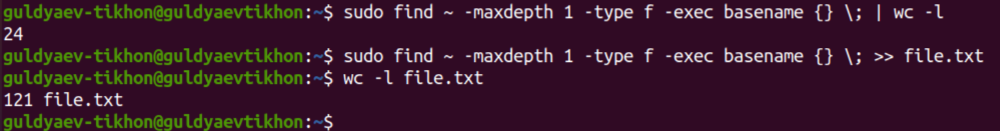 guldyaev-tikhon@guldyaevtikhon:~$ sudo find ~ -maxdepth 1 -type f -exec basename {} \; | wc -l
24
guldyaev-tikhon@guldyaevtikhon:~$ sudo find ~ -maxdepth 1 -type f -exec basename {} \; >> file.txt
guldyaev-tikhon@guldyaevtikhon:~$ wc -l file.txt
121 file.txt
guldyaev-tikhon@guldyaevtikhon:~$